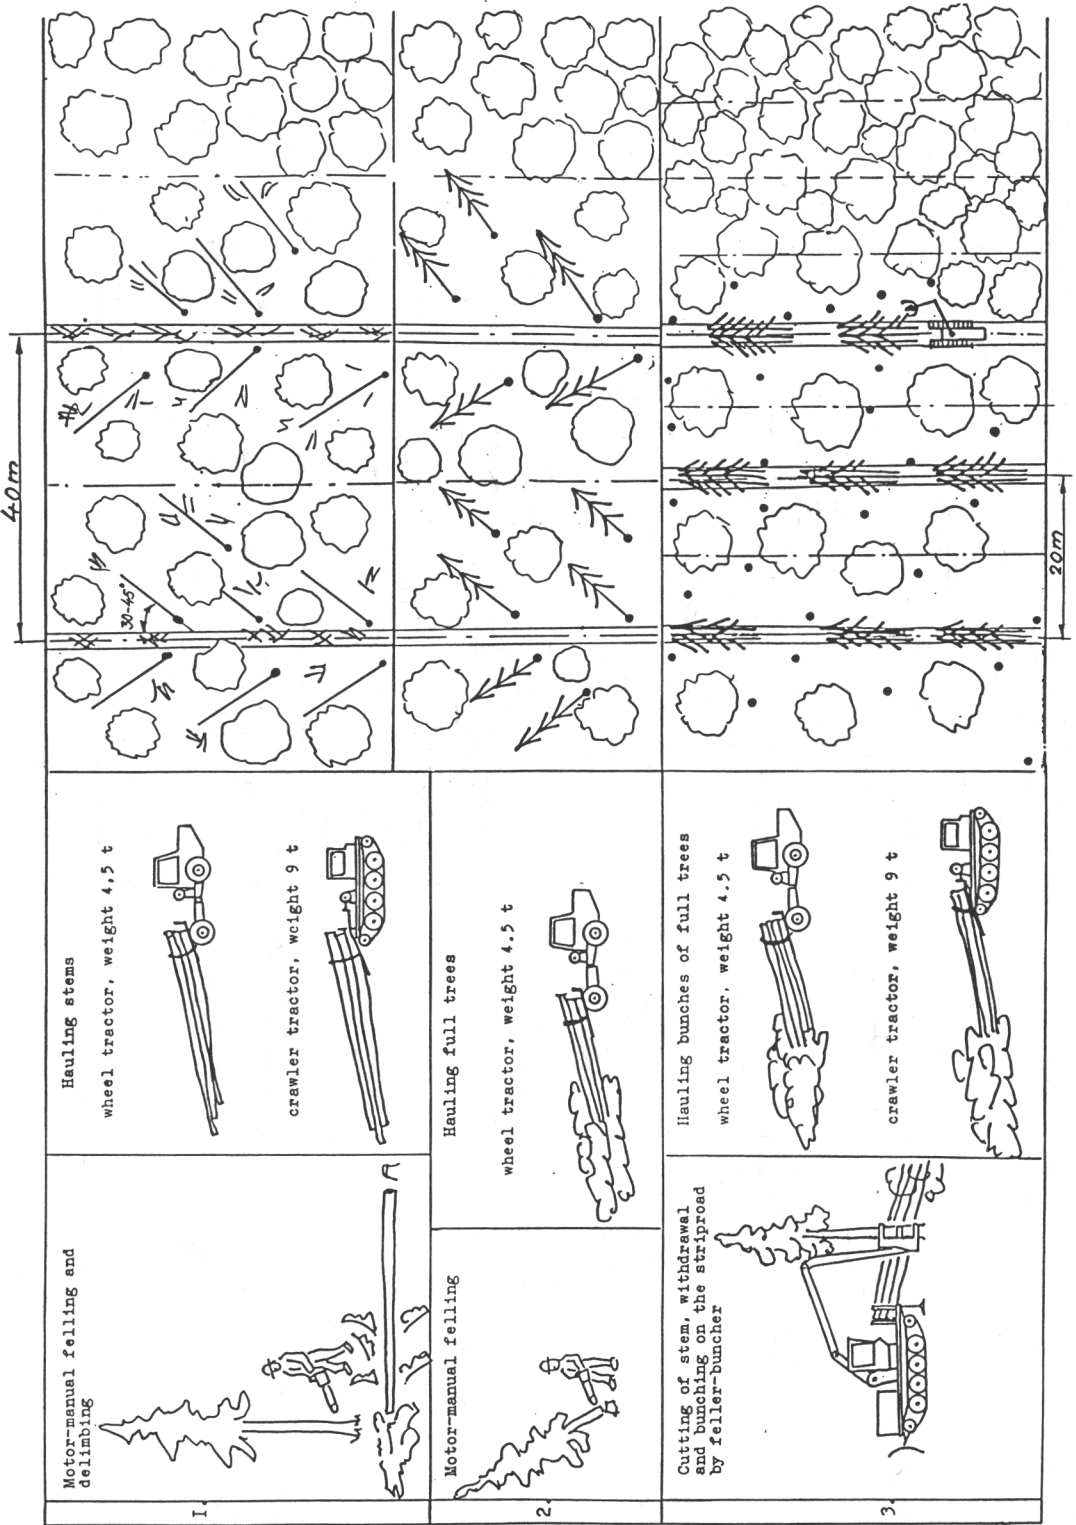 I.
Motor-manual felling and
delimbing
Hauling stems
wheel tractor, weight 4,5 t
crawler tractor, weight 9 t
40m
30-45°
2.
Motor-manual felling
Hauling full trees
wheel tractor, weight 4.5 t
3.
Cutting of stem, withdrawal
and bunching on the striproad
by feller-buncher
Hauling bunches of full trees
wheel tractor, weight 4.5 t
crawler tractor, weight 9 t
20m